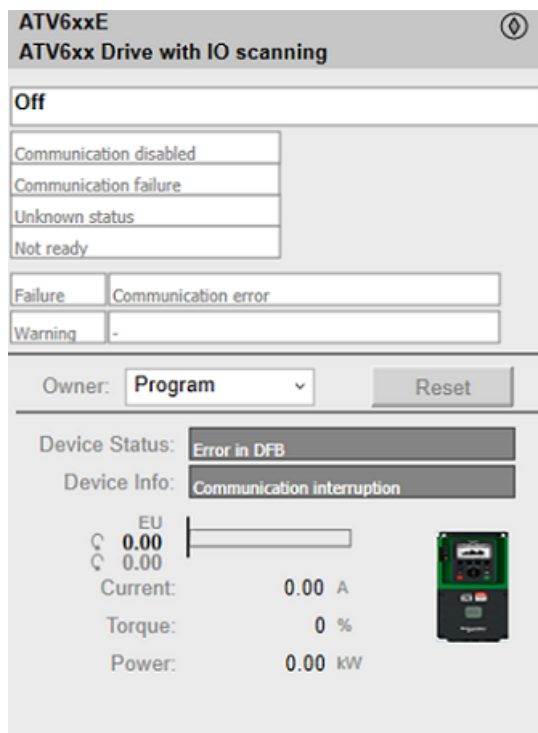 ATV6xxE
ATV6xx Drive with IO scanning
Off
Communication disabled
Communication failure
Unknown status
Not ready
Failure Communication error
Warning -
Owner: Program Reset
Device Status: Error in DFB
Device Info: Communication interruption
EU
0.00
0.00
Current: 0.00 A
Torque: 0 %
Power: 0.00 kW